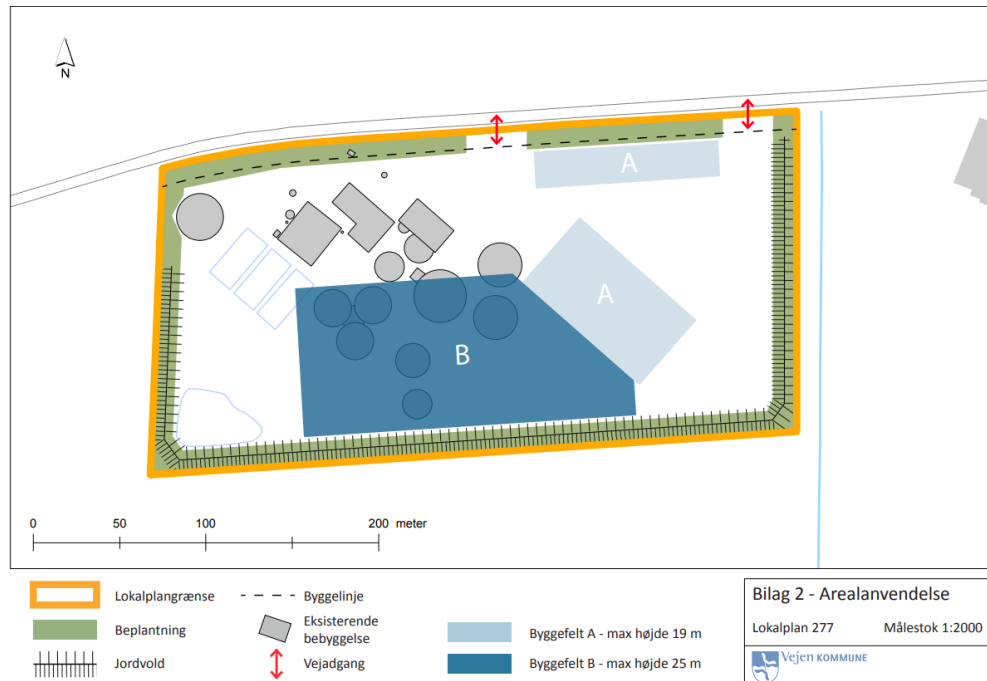 N
A
A
B
0 50 100 200 meter
Lokalplangrænse
Beplantning
Jordvold
Byggelinje
Eksisterende
bebyggelse
Vejadgang
Byggefelt A - max højde 19 m
Byggefelt B - max højde 25 m
Bilag 2 - Arealanvendelse
Lokalplan 277 Målestok 1:2000
Vejen KOMMUNE